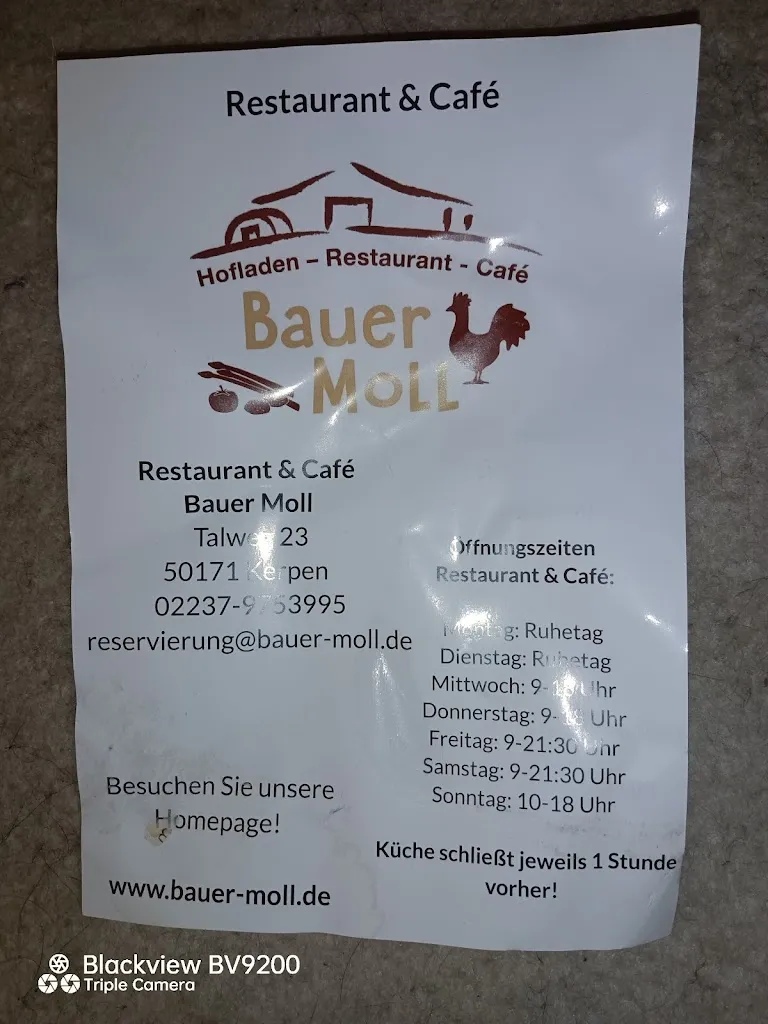 Restaurant & Café
Hofladen – Restaurant - Café
Bauer
Moll
Restaurant & Café
Bauer Moll
23
50171 Kerpen
reservierung@bauer-moll.de
Öffnungszeiten
Restaurant & Café:
Montag: Ruhetag
Dienstag: Ruhetag
Mittwoch: 9- Uhr
Donnerstag: 9- Uhr
Freitag: 9-21:30 Uhr
Samstag: 9-21:30 Uhr
Sonntag: 10-18 Uhr
Küche schließt jeweils 1 Stunde
vorher!
Besuchen Sie unsere
Homepage!
www.bauer-moll.de
Blackview BV9200
Triple Camera